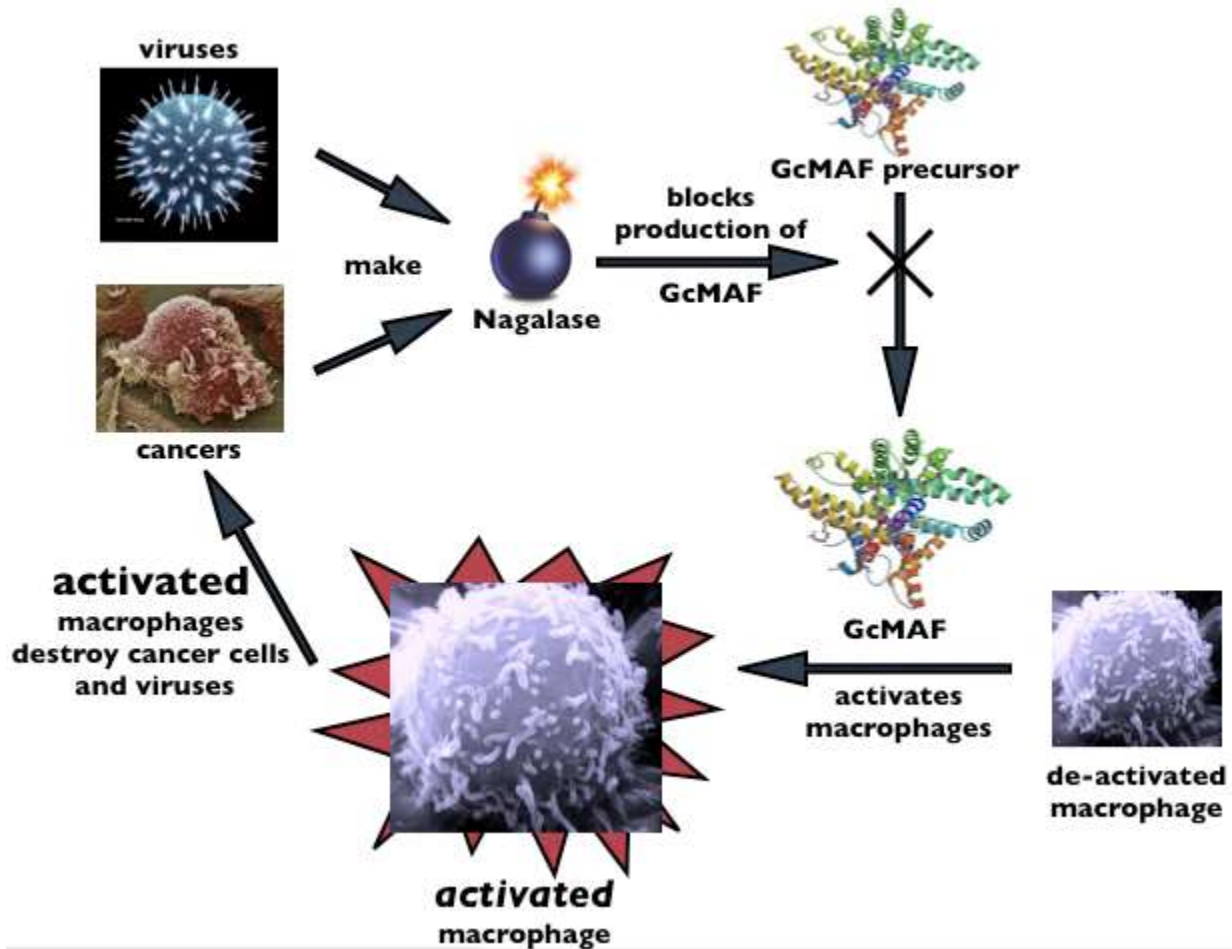 viruses
GcMAF precursor
blocks
production of
GcMAF
make
Nagalase
cancers
GcMAF
activates
macrophages
de-activated
macrophage
activated
macrophages
destroy cancer cells
and viruses
activated
macrophage